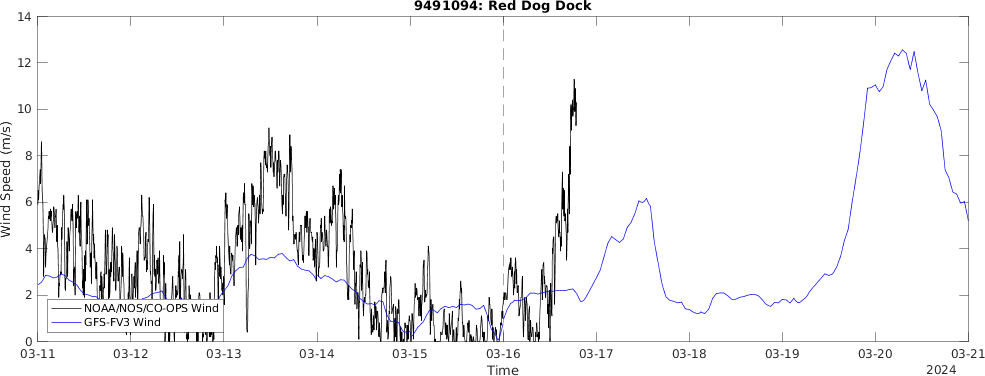 9491094: Red Dog Dock
Wind Speed (m/s)
14
12
10
8
6
4
2
0
NOAA/NOS/CO-OPS Wind
GFS-FV3 Wind
03-11 03-12 03-13 03-14 03-15 03-16 03-17 03-18 03-19 03-20 03-21
Time
2024